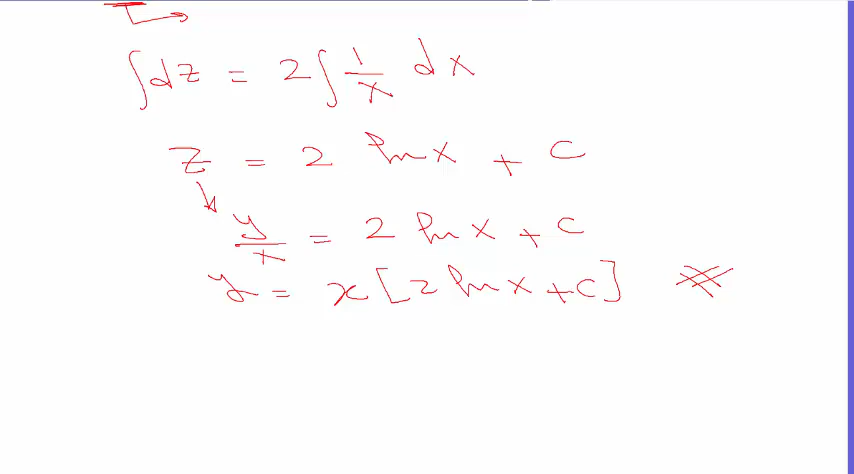 ∫dz = 2∫ 1/x dx
z = 2 ln x + C
y/x = 2 ln x + C
y = x[2 ln x + C]